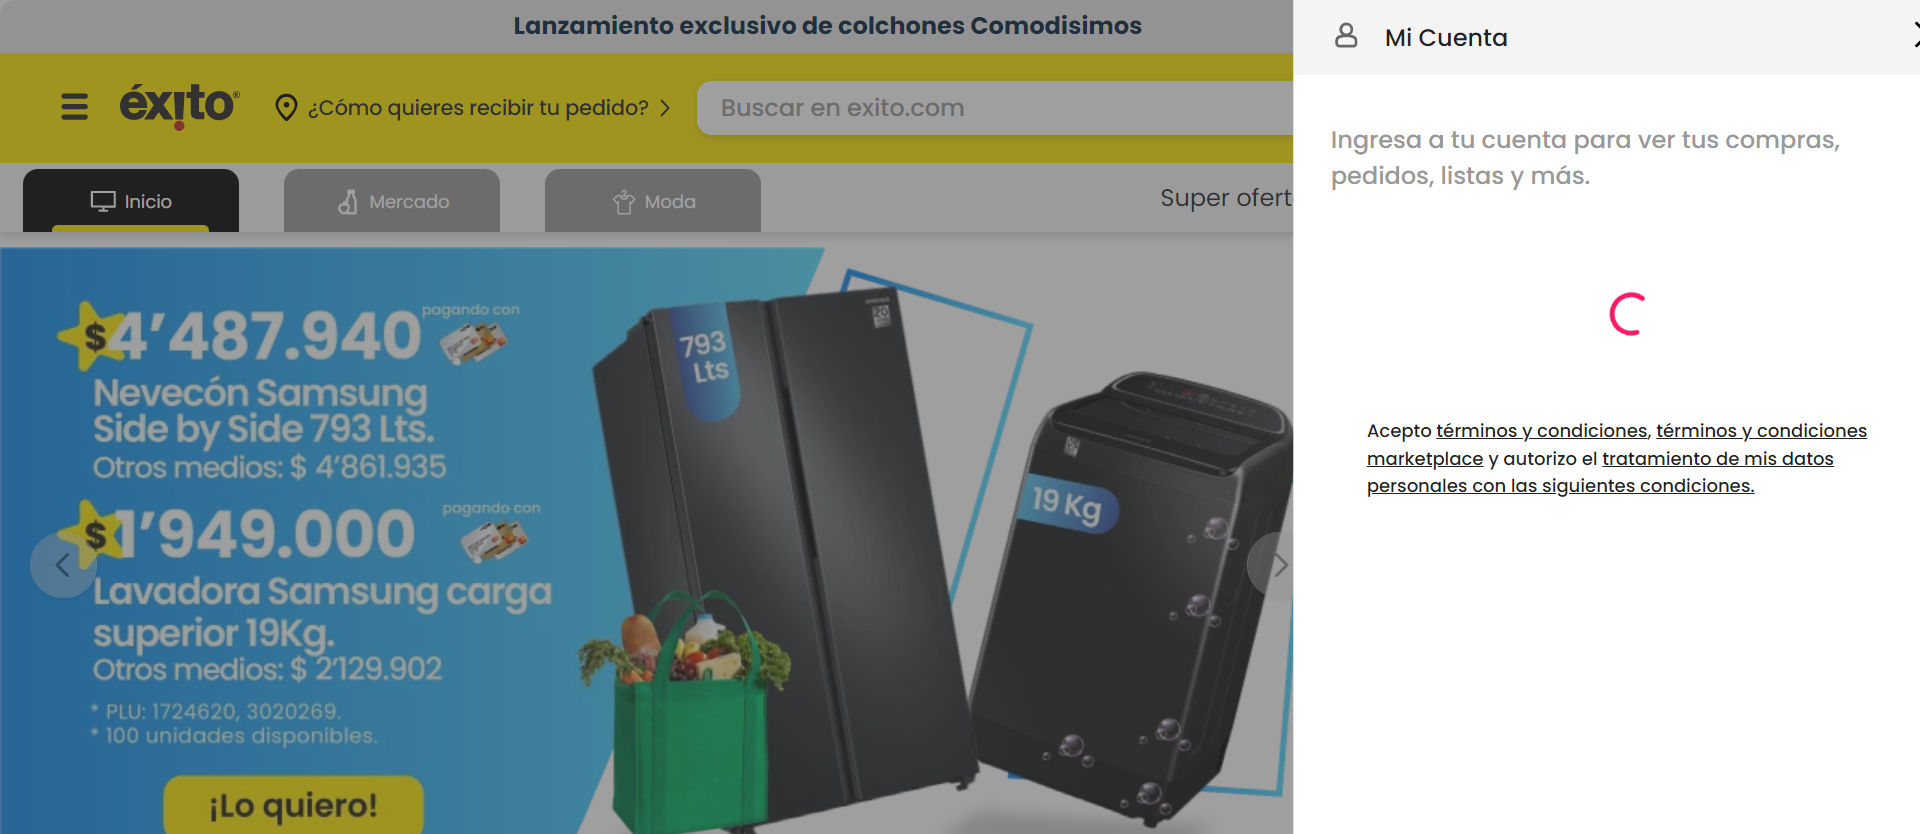 Lanzamiento exclusivo de colchones Comodisimos
éxito®
¿Cómo quieres recibir tu pedido?
Buscar en exito.com
Inicio
Mercado
Moda
Super ofert
$4’487.940
pagando con
Nevecón Samsung
Side by Side 793 Lts.
Otros medios: $ 4’861.935
$1’949.000
pagando con
Lavadora Samsung carga
superior 19Kg.
Otros medios: $ 2’129.902
* PLU: 1724620, 3020269.
* 100 unidades disponibles.
¡Lo quiero!
793
Lts
19 Kg
Mi Cuenta
Ingresa a tu cuenta para ver tus compras,
pedidos, listas y más.
Acepto términos y condiciones, términos y condiciones
marketplace y autorizo el tratamiento de mis datos
personales con las siguientes condiciones.